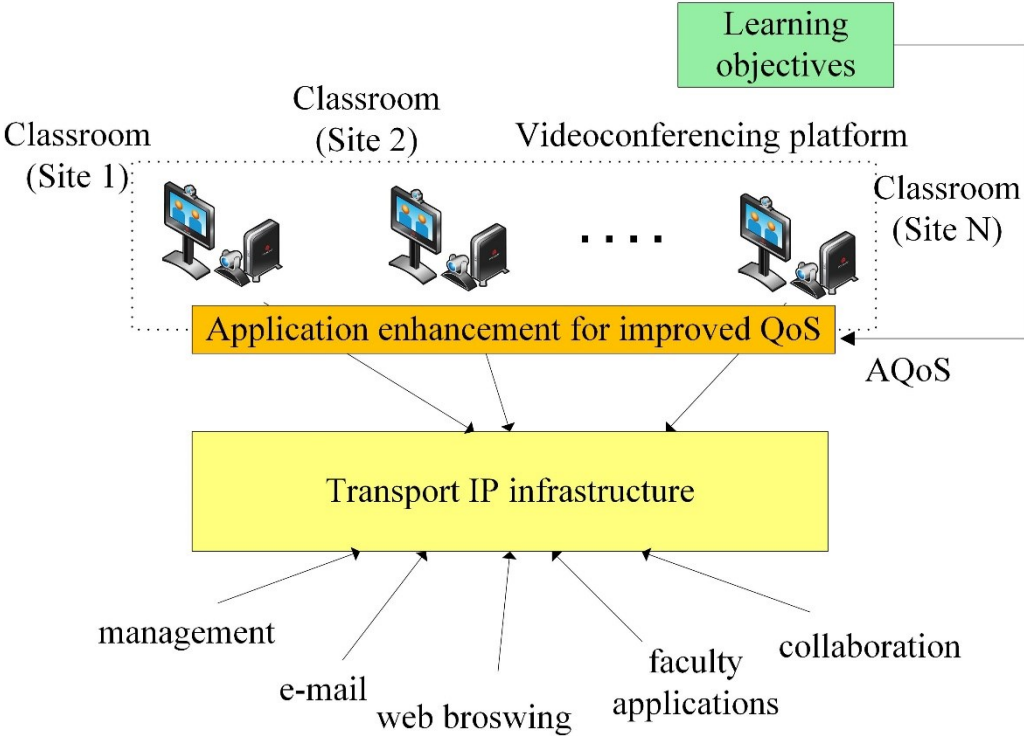 Learning
objectives
Classroom
(Site 2)
Classroom
(Site 1)
Videoconferencing platform
Classroom
(Site N)
Application enhancement for improved QoS
AQoS
Transport IP infrastructure
management
e-mail
web broswing
faculty
applications
collaboration